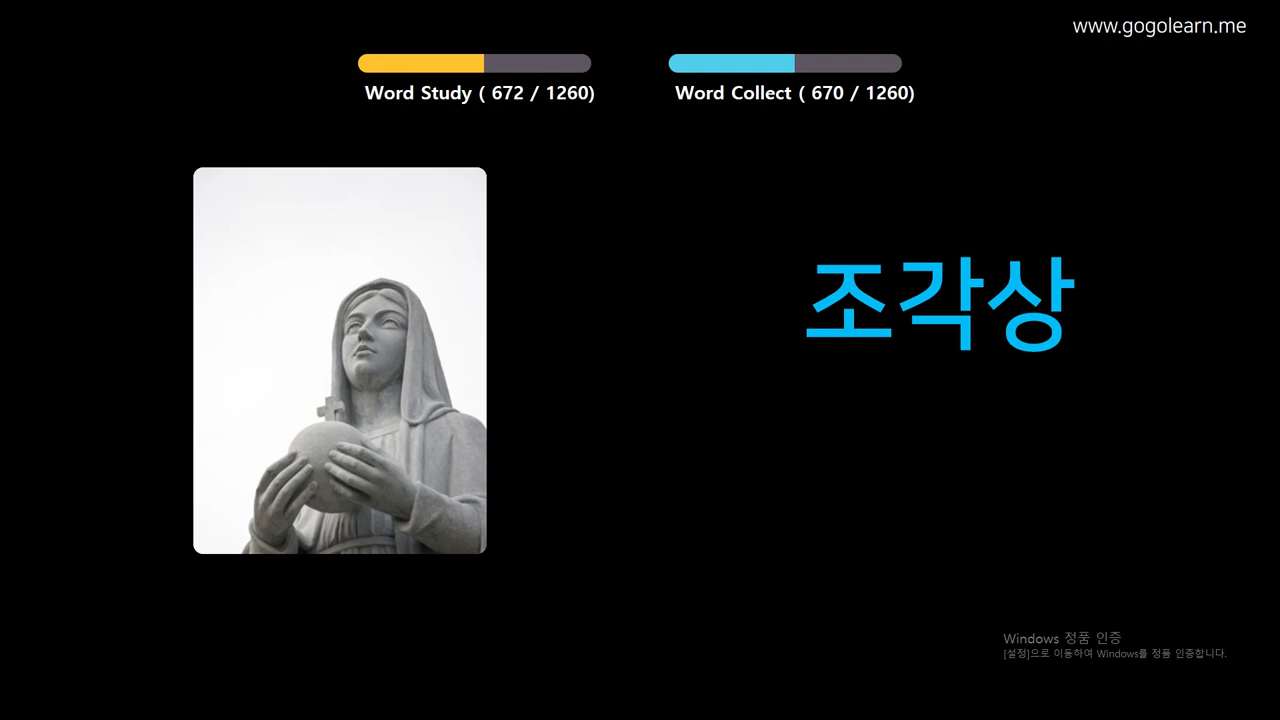 www.gogolearn.me
Word Study ( 672 / 1260)
Word Collect ( 670 / 1260)
조각상
Windows 정품 인증
[설정]으로 이동하여 Windows를 정품 인증합니다.